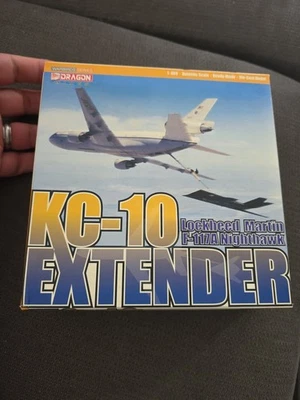 DRAGON
KC-10
Lockheed Martin
F-117A Nighthawk
EXTENDER